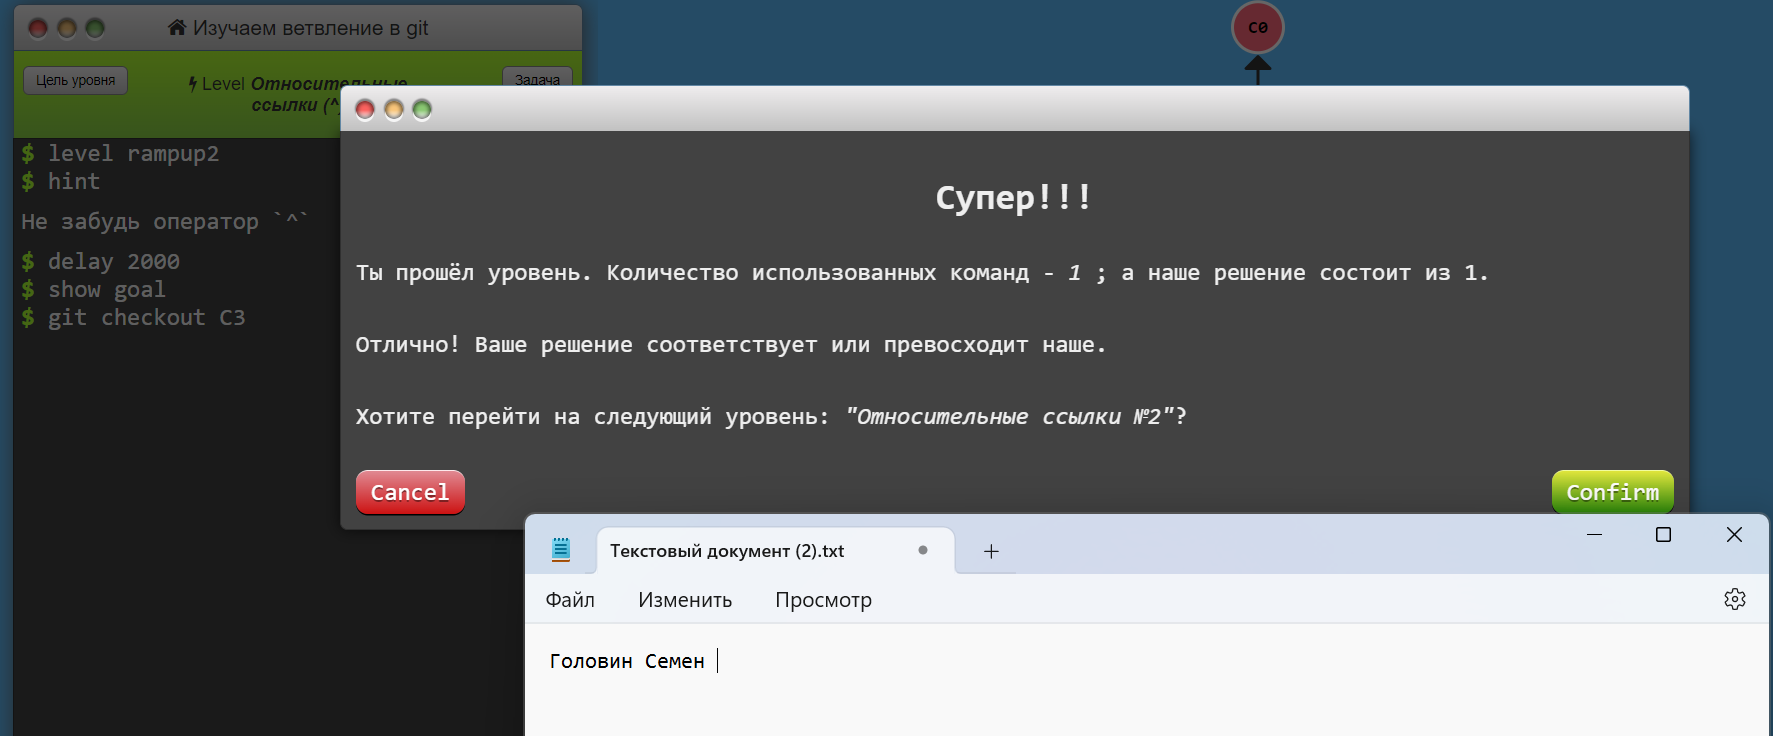 Изучаем ветвление в git
Цель уровня
Level Относительные
ссылки (^)
Задача
C0
$ level rampup2
$ hint
Не забудь оператор `^`
$ delay 2000
$ show goal
$ git checkout C3
Супер!!!
Ты прошёл уровень. Количество использованных команд - 1 ; а наше решение состоит из 1.
Отлично! Ваше решение соответствует или превосходит наше.
Хотите перейти на следующий уровень: "Относительные ссылки №2"?
Cancel
Confirm
Текстовый документ (2).txt
Файл
Изменить
Просмотр
Головин Семен